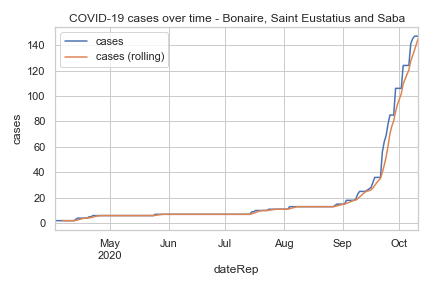 COVID-19 cases over time - Bonaire, Saint Eustatius and Saba
cases
cases (rolling)
cases
140
120
100
80
60
40
20
0
May Jun Jul Aug Sep Oct
2020
dateRep